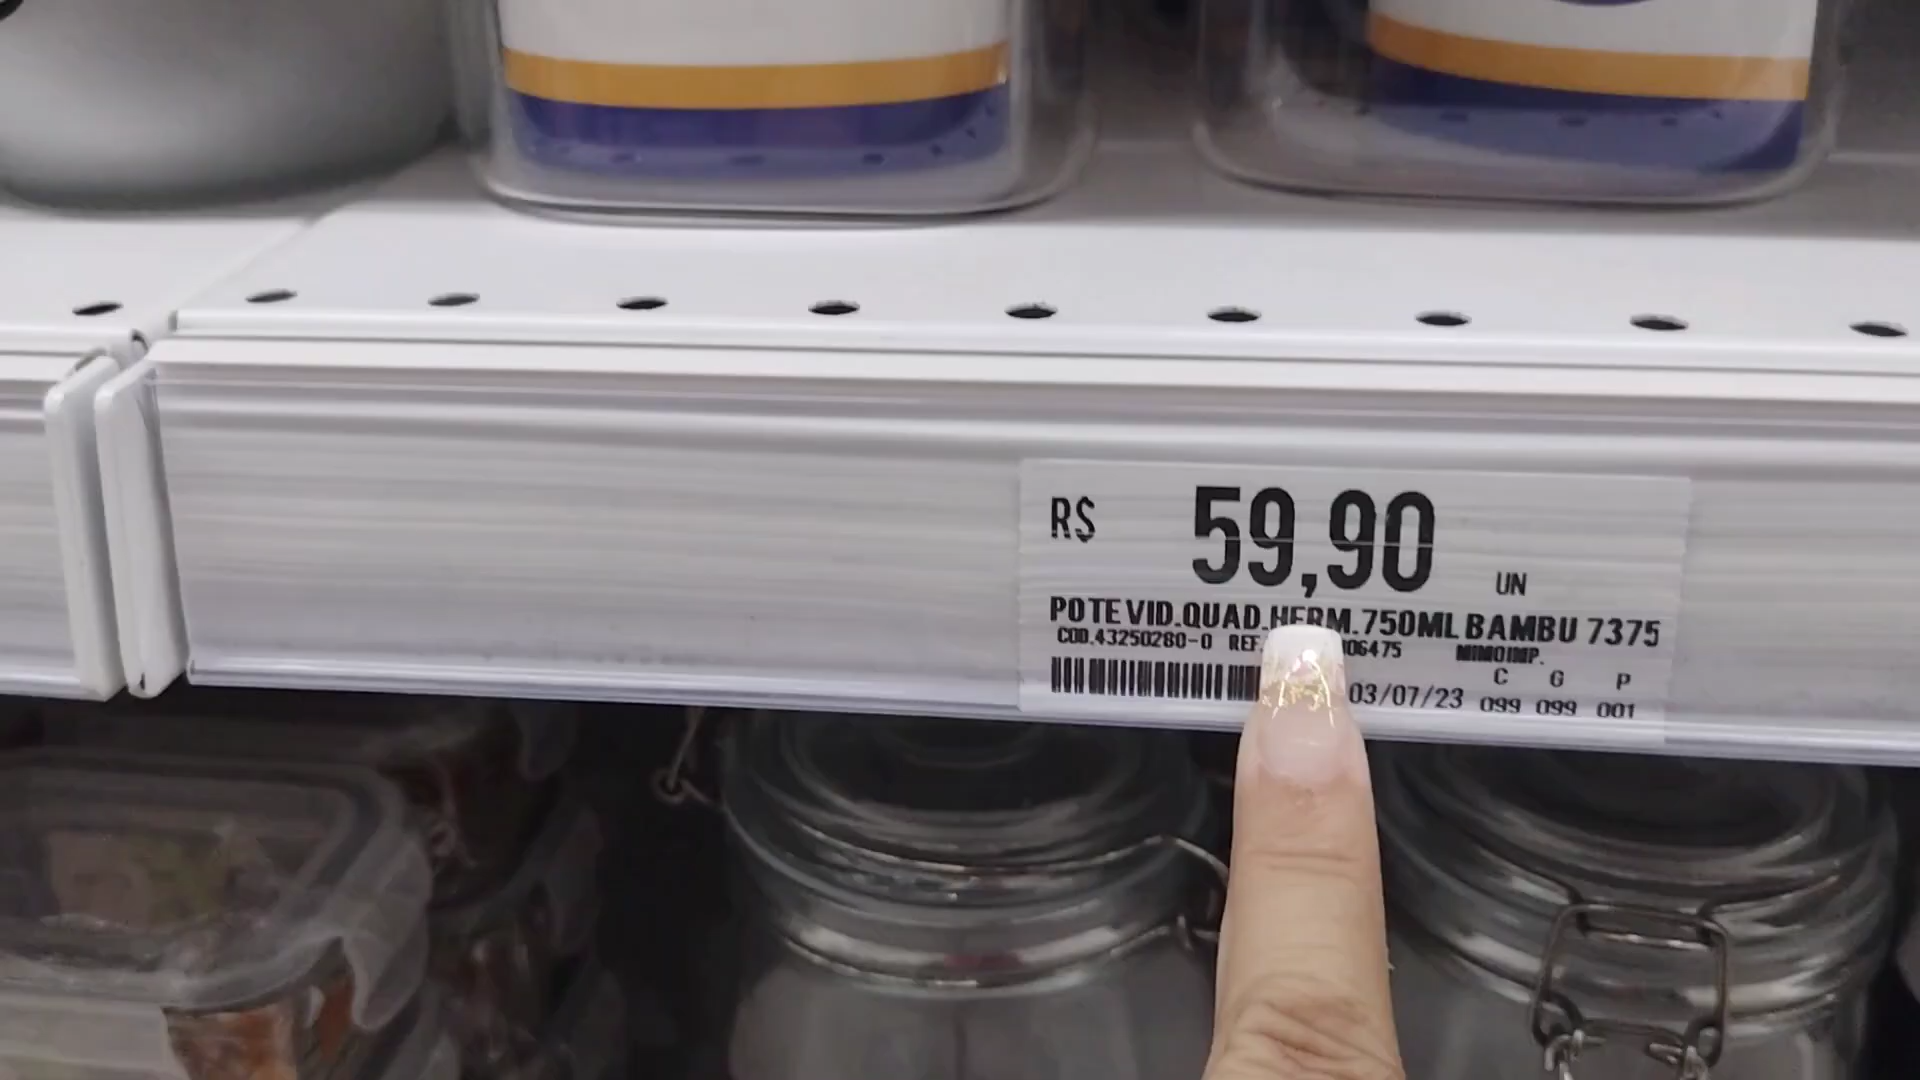 R$ 59,90 UN
POTE VID.QUAD.HERM.750ML BAMBU 7375
COD.43250280-0 REF. 06475 MIMOIMP.
C G P
03/07/23 099 099 001